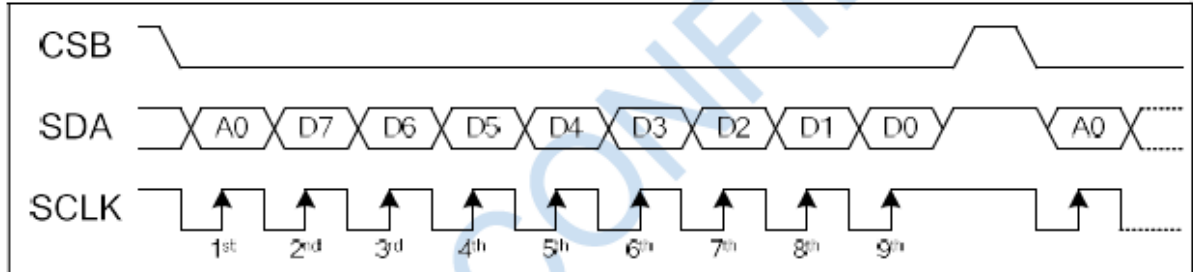 CSB
SDA A0 D7 D6 D5 D4 D3 D2 D1 D0 A0
SCLK
1st 2nd 3rd 4th 5th 6th 7th 8th 9th
CONFI